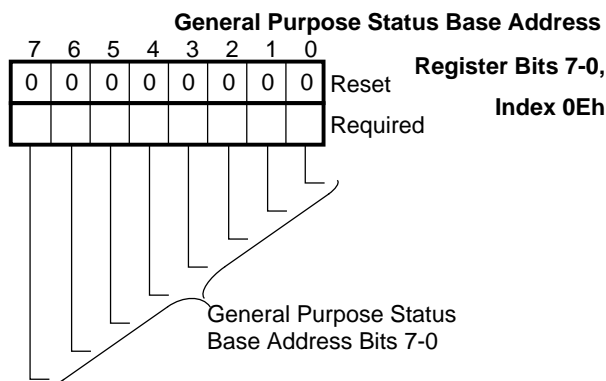 General Purpose Status Base Address
Register Bits 7-0,
Index 0Eh
7 6 5 4 3 2 1 0
0 0 0 0 0 0 0 0 Reset
Required
General Purpose Status
Base Address Bits 7-0